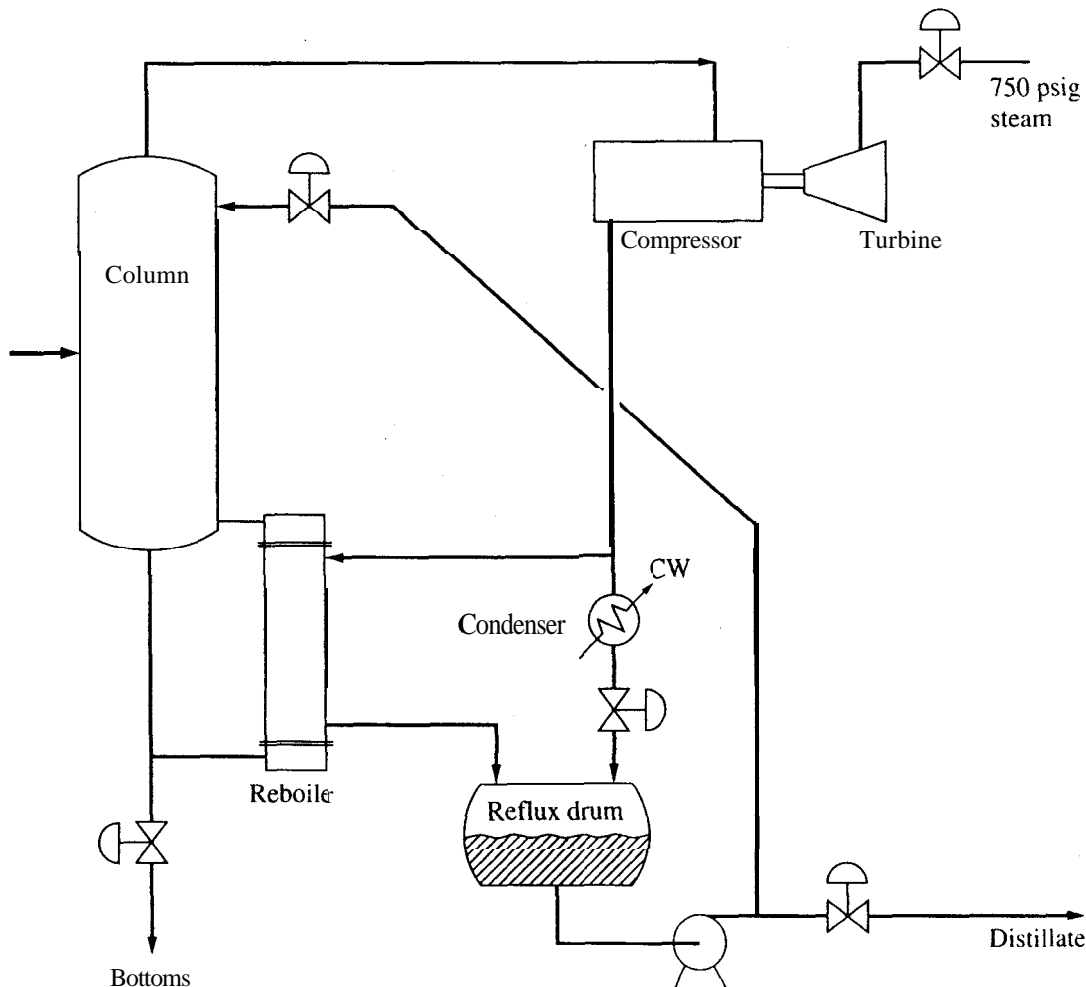 750 psig
steam
Compressor
Turbine
Column
CW
Condenser
Reboiler
Reflux drum
Distillate
Bottoms